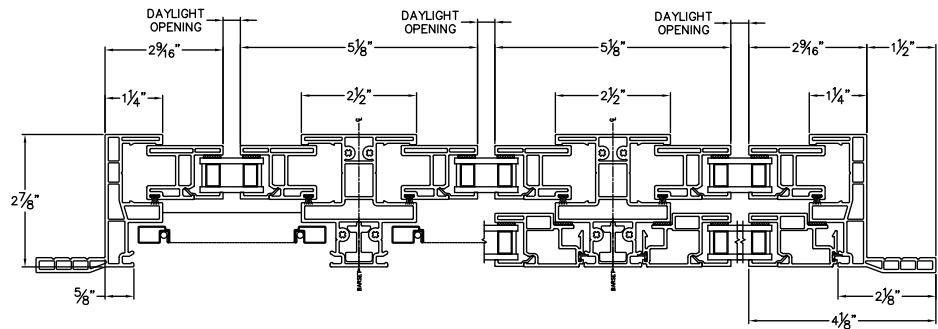 DAYLIGHT
OPENING
DAYLIGHT
OPENING
DAYLIGHT
OPENING
2 9/16"
5 1/8"
5 1/8"
2 9/16"
1 1/2"
1 1/4"
2 1/2"
2 1/2"
1 1/4"
2 7/8"
5/8"
2 1/8"
4 1/8"